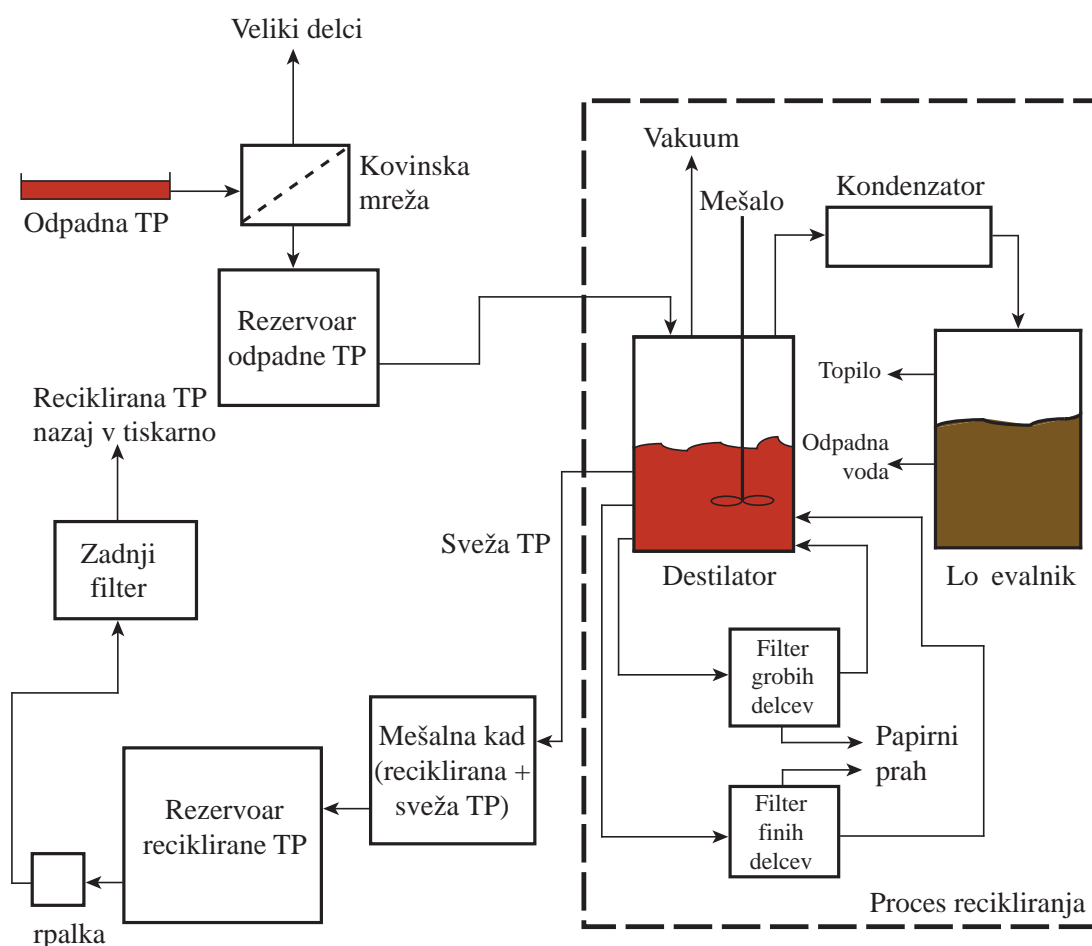 Veliki delci
Kovinska
mreža
Odpadna TP
Rezervoar
odpadne TP
Recikliranа TP
nazaj v tiskarno
Zadnji
filter
Sveža TP
Mešalna kad
(reciklirana +
sveža TP)
Rezervoar
reciklirane TP
rpalka
Vakuum
Mešalo
Kondenzator
Topilo
Odpadna
voda
Destilator
Lo evalnik
Filter
grobih
delcev
Papirni
prah
Filter
finih
delcev
Proces recikliranja